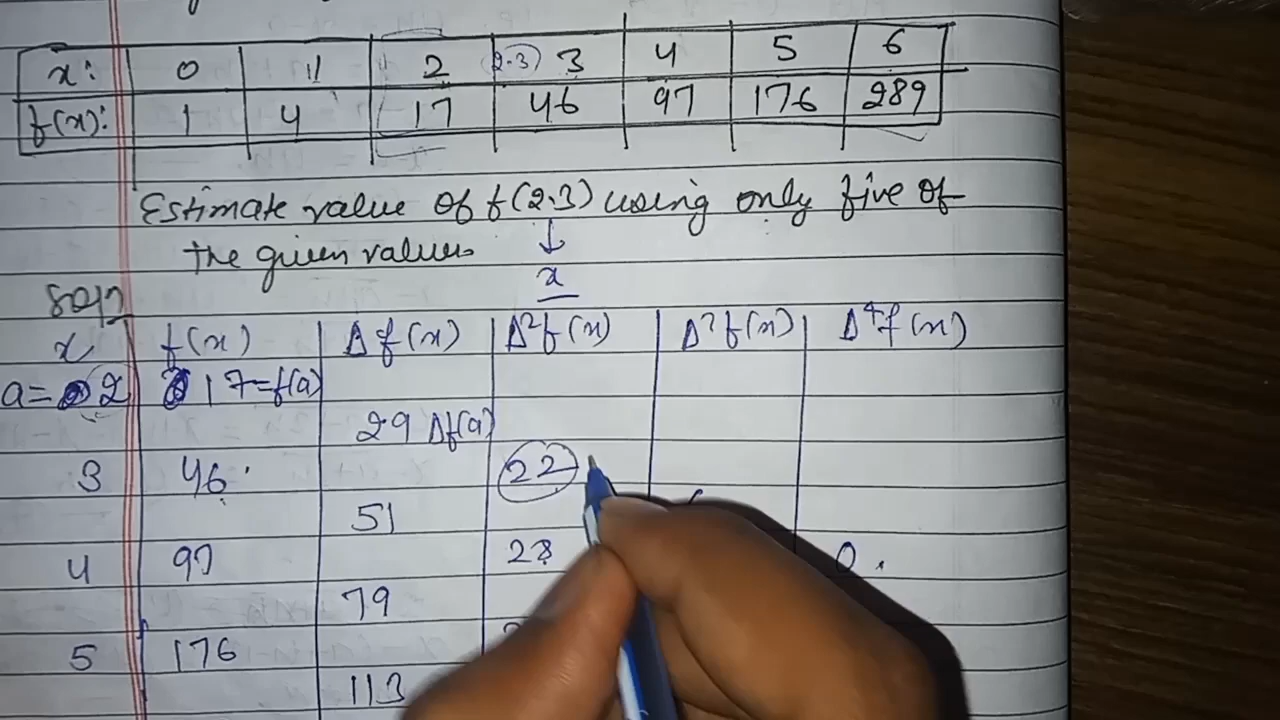 x: 0 1 2 (2.3) 3 4 5 6
f(x): 1 4 17 46 97 176 289
Estimate value of f(2.3) using only five of
the given values
x
Soln
x f(x) Δf(x) Δ²f(x) Δ³f(x) Δ⁴f(x)
a= 2 17=f(a)
29 Δf(a)
3 46 22
51
4 97 28 0
79
5 176
113